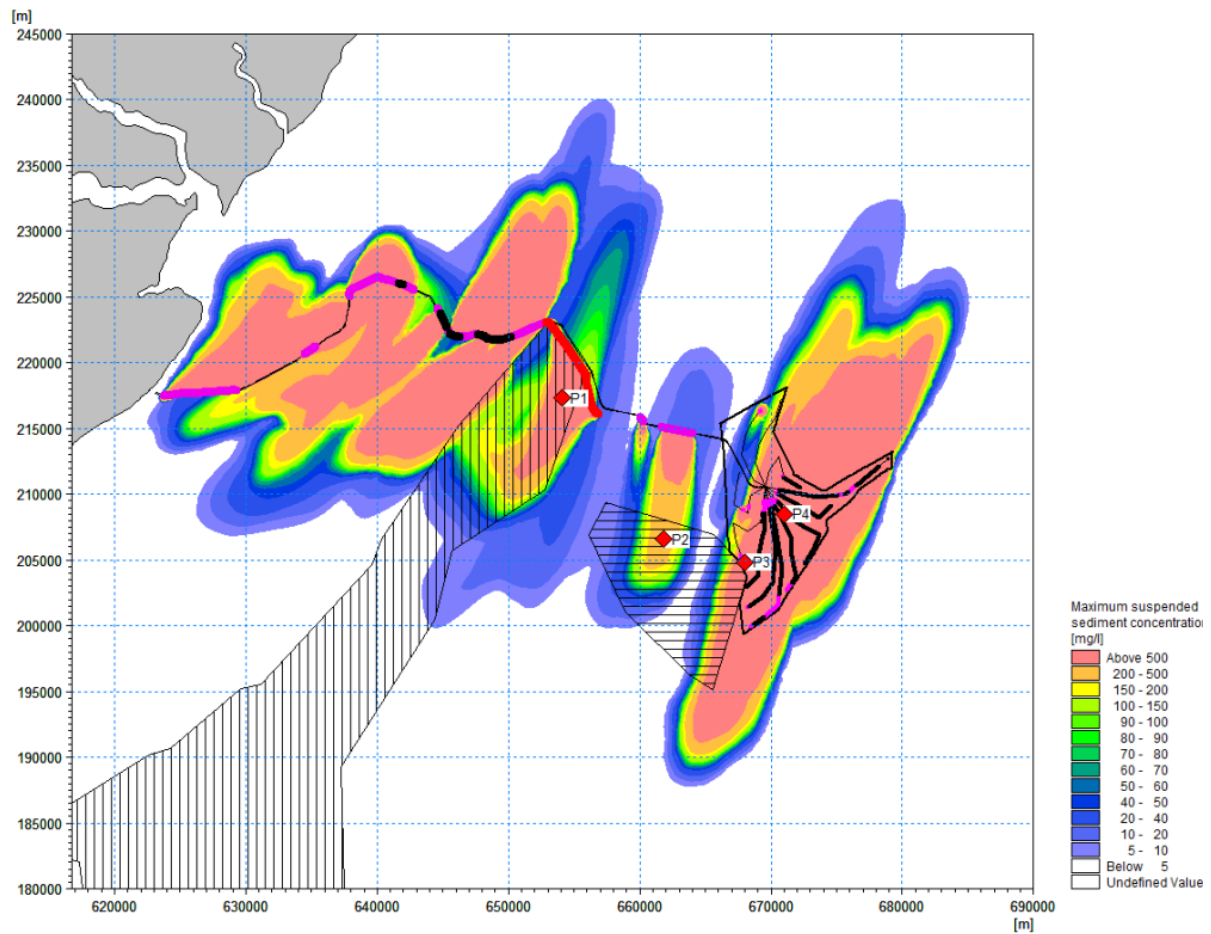 [m]
245000
240000
235000
230000
225000
220000
215000
210000
205000
200000
195000
190000
185000
180000
P1
P2
P4
P3
620000 630000 640000 650000 660000 670000 680000 690000
[m]
Maximum suspended
sediment concentratio
[mg/l]
Above 500
200 - 500
150 - 200
100 - 150
90 - 100
80 - 90
70 - 80
60 - 70
50 - 60
40 - 50
20 - 40
10 - 20
5 - 10
Below 5
Undefined Value